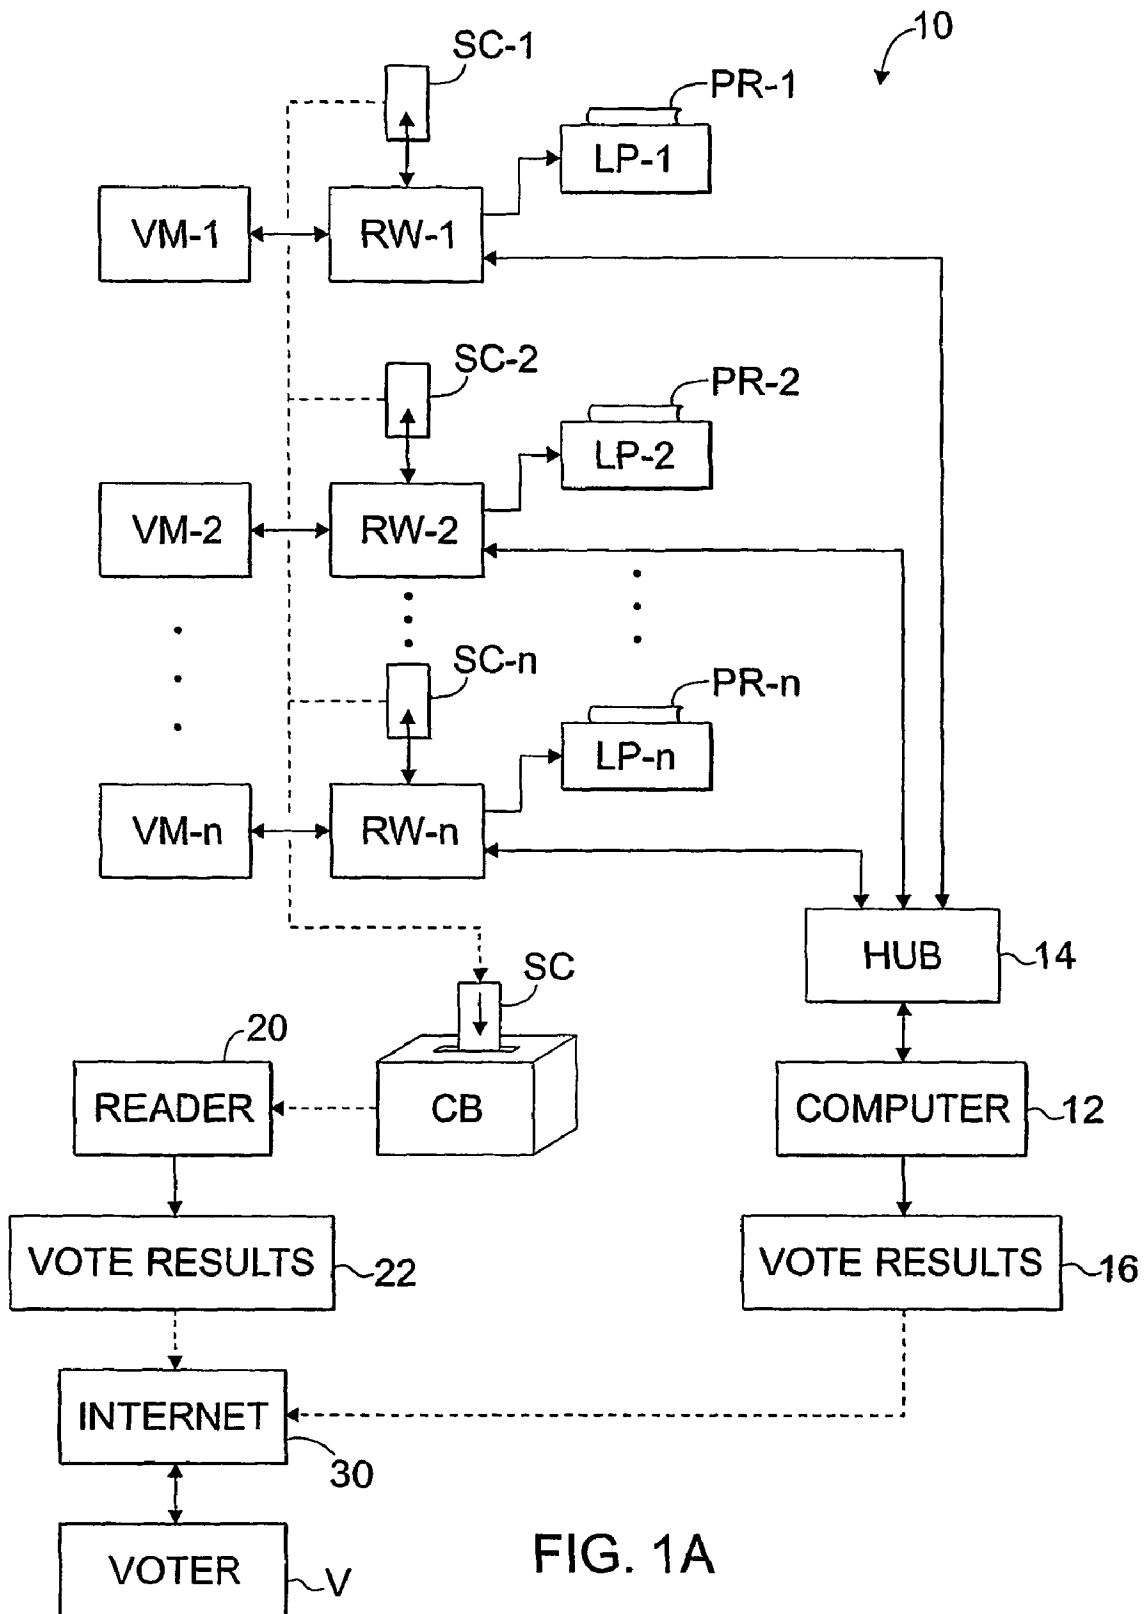 10
SC-1
PR-1
LP-1
VM-1
RW-1
SC-2
PR-2
LP-2
VM-2
RW-2
SC-n
PR-n
LP-n
VM-n
RW-n
HUB
14
SC
20
READER
CB
COMPUTER
12
VOTE RESULTS
22
VOTE RESULTS
16
INTERNET
30
VOTER
V
FIG. 1A